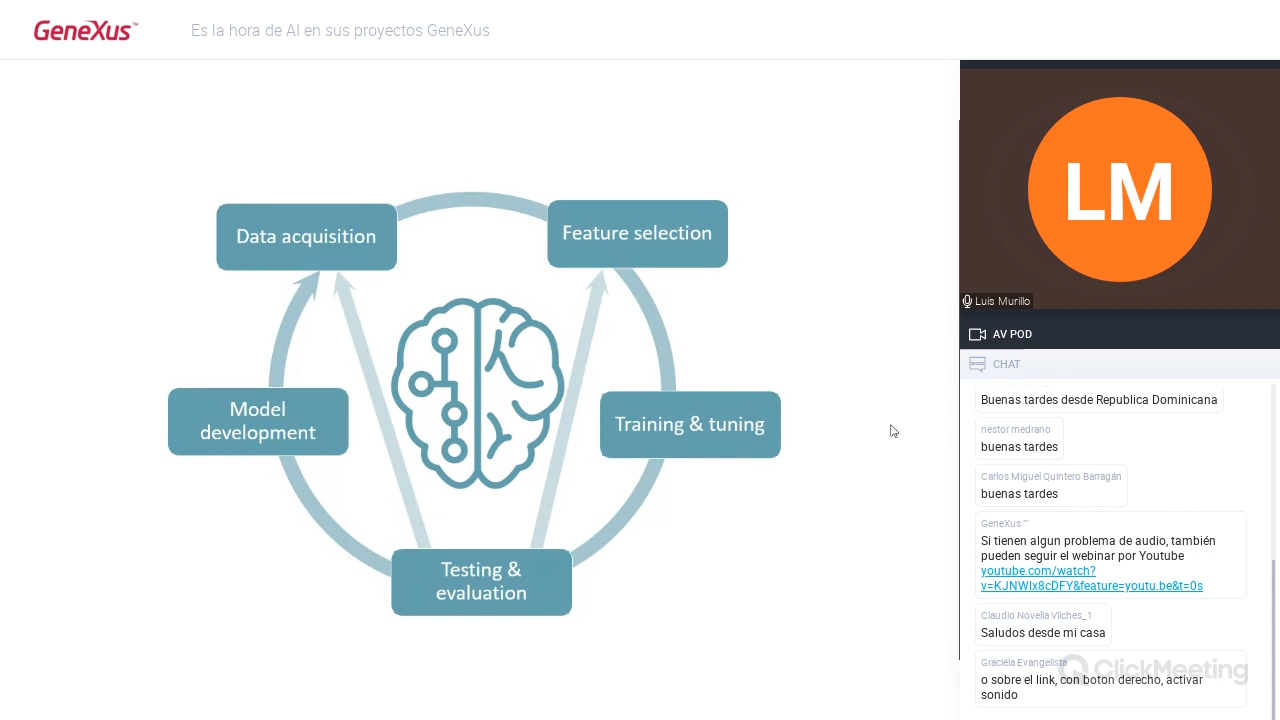 GeneXus™
Es la hora de AI en sus proyectos GeneXus
Data acquisition
Feature selection
Model
development
Training & tuning
Testing &
evaluation
LM
Luis Murillo
AV POD
CHAT
Buenas tardes desde Republica Dominicana
nestor medrano
buenas tardes
Carlos Miguel Quintero Barragán
buenas tardes
GeneXus ™
Si tienen algun problema de audio, también
pueden seguir el webinar por Youtube
youtube.com/watch?
v=KJNWlx8cDFY&feature=youtu.be&t=0s
Claudio Novella Vilches_1
Saludos desde mi casa
Graciela Evangelista
o sobre el link, con boton derecho, activar
sonido
ClickMeeting